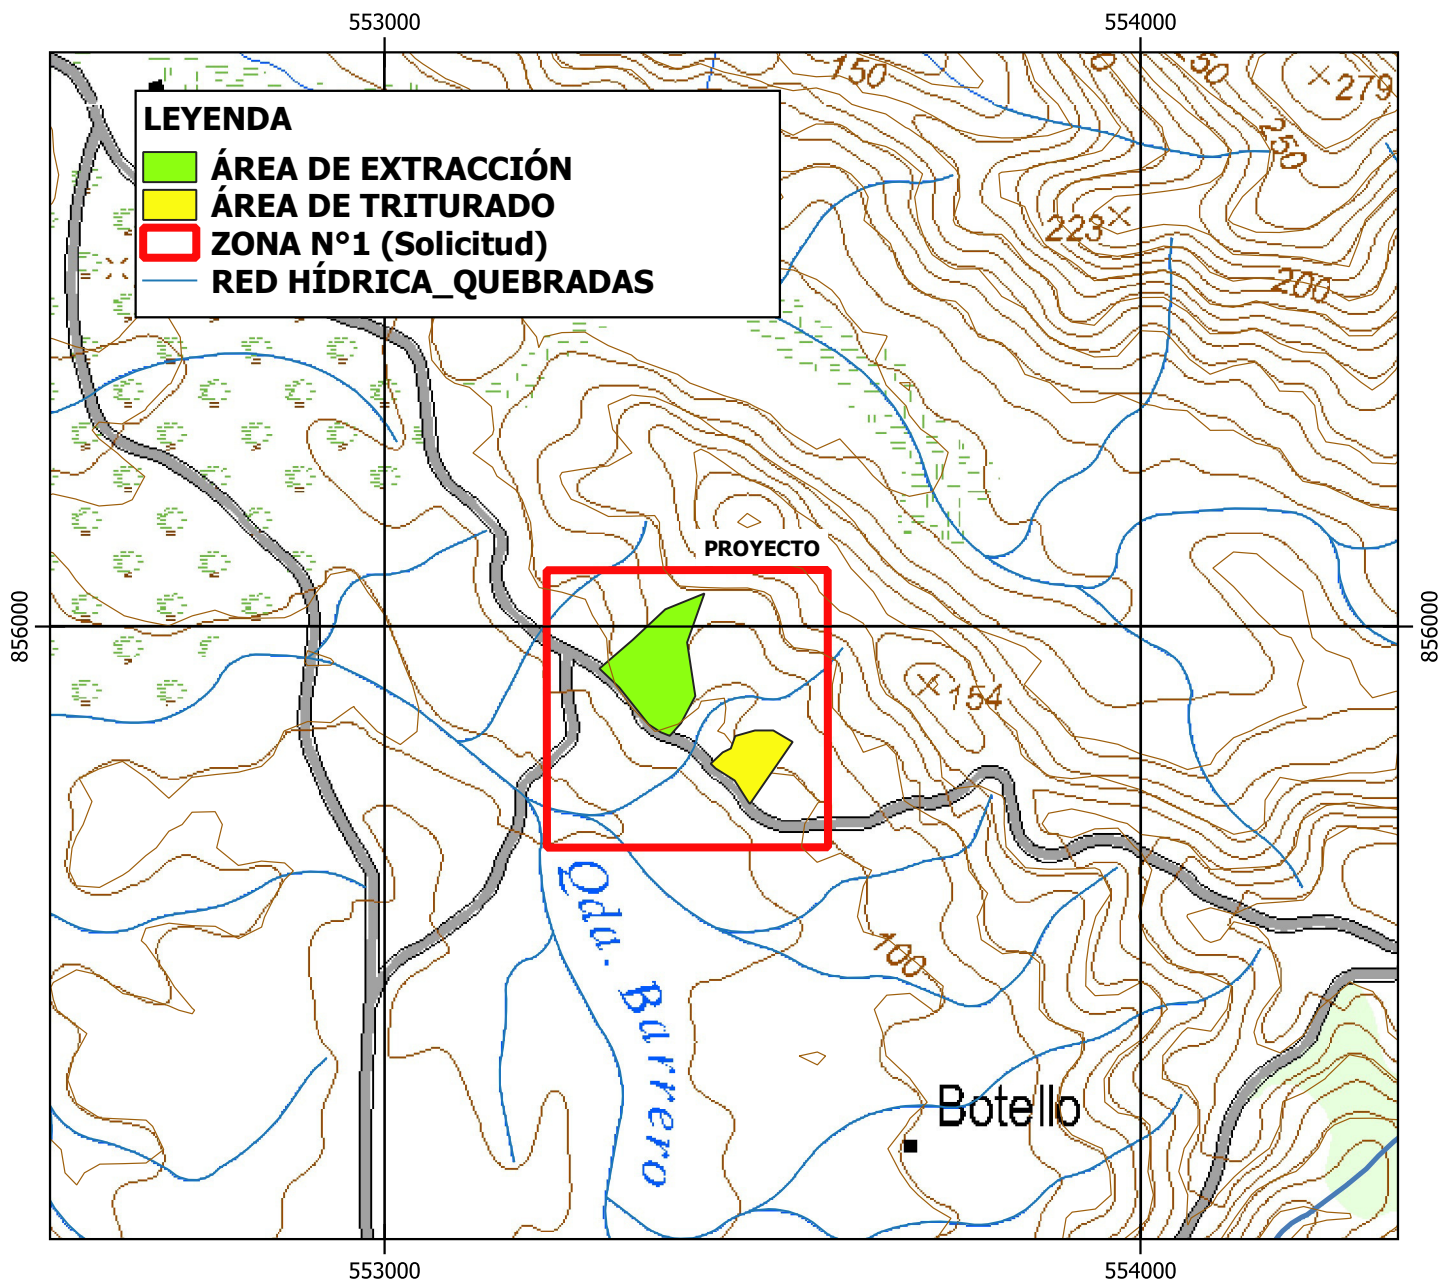 553000
554000
150
50
279
LEYENDA
ÁREA DE EXTRACCIÓN
ÁREA DE TRITURADO
ZONA N°1 (Solicitud)
RED HÍDRICA_QUEBRADAS
250
223
200
PROYECTO
856000
856000
154
Qda. Barrero
100
Botello
553000
554000